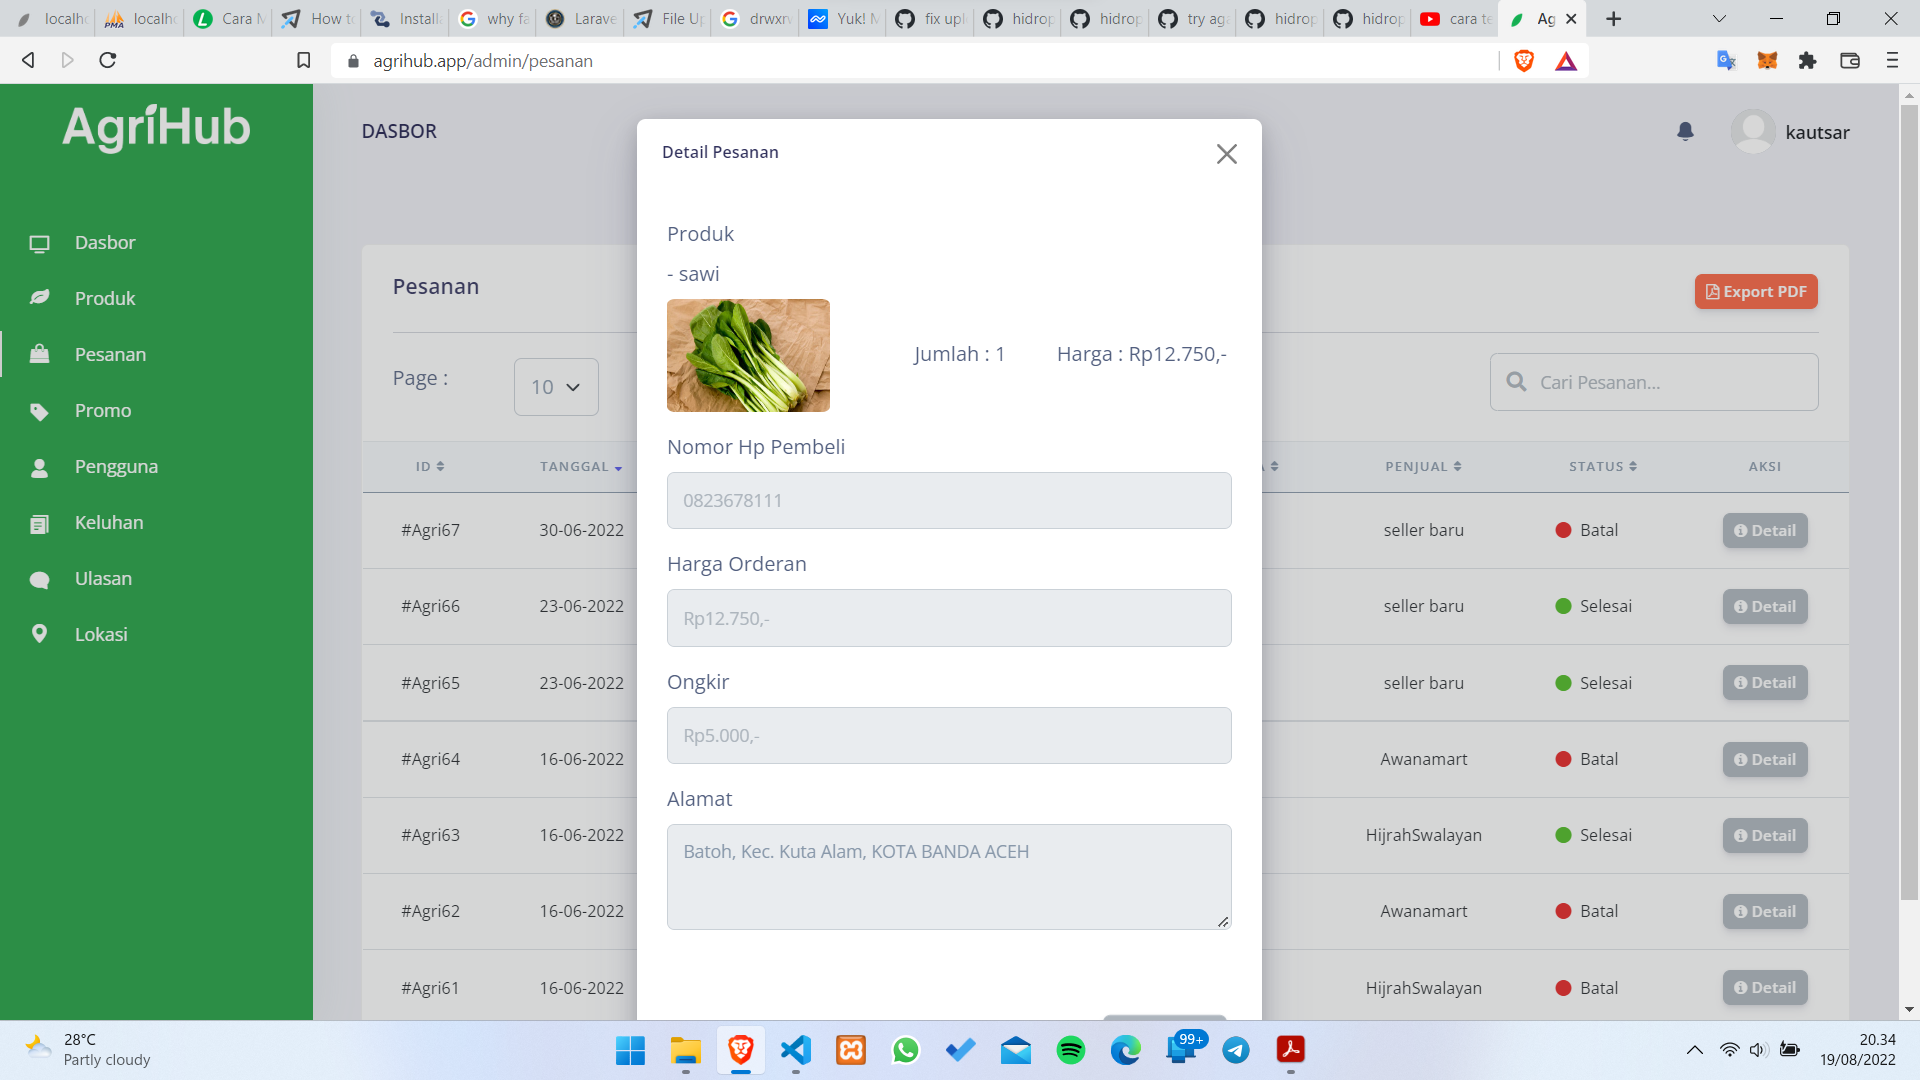 localho
localho
Cara M
How to
Install
why fa
Larave
File Up
drwxrw
Yuk! M
fix upl
hidrop
hidrop
try aga
hidrop
hidrop
cara te
Ag
agrihub.app/admin/pesanan
AgriHub
DASBOR
kautsar
Dasbor
Produk
Pesanan
Promo
Pengguna
Keluhan
Ulasan
Lokasi
Detail Pesanan
Produk
- sawi
Jumlah : 1
Harga : Rp12.750,-
Nomor Hp Pembeli
0823678111
Harga Orderan
Rp12.750,-
Ongkir
Rp5.000,-
Alamat
Batoh, Kec. Kuta Alam, KOTA BANDA ACEH
Pesanan
Export PDF
Page :
10
Cari Pesanan...
ID TANGGAL PENJUAL STATUS AKSI
#Agri67 30-06-2022 seller baru Batal Detail
#Agri66 23-06-2022 seller baru Selesai Detail
#Agri65 23-06-2022 seller baru Selesai Detail
#Agri64 16-06-2022 Awanamart Batal Detail
#Agri63 16-06-2022 HijrahSwalayan Selesai Detail
#Agri62 16-06-2022 Awanamart Batal Detail
#Agri61 16-06-2022 HijrahSwalayan Batal Detail
28°C
Partly cloudy
99+
20.34
19/08/2022